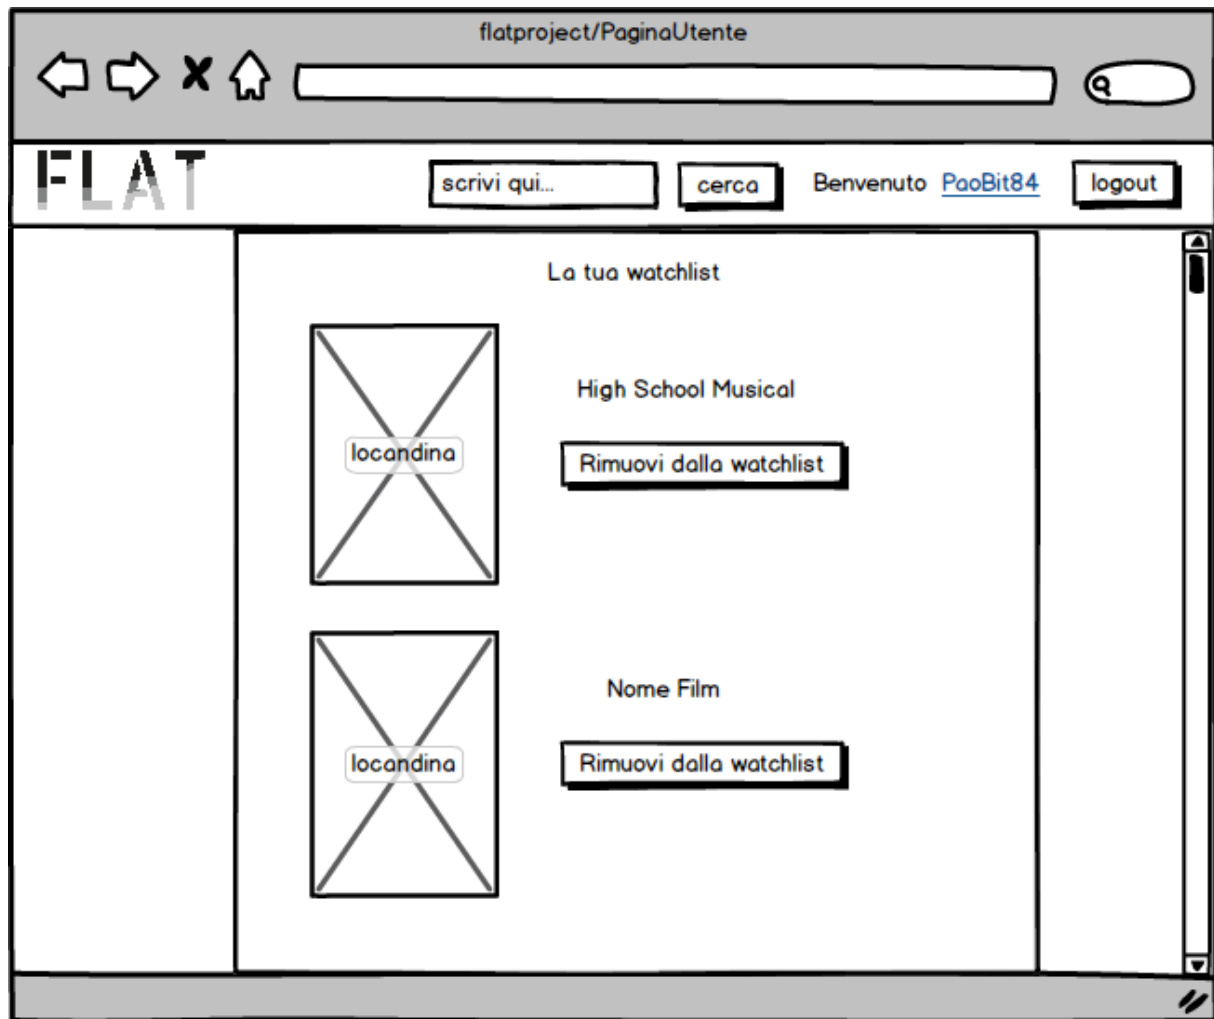 flatproject/PaginaUtente
FLAT
scrivi qui...
cerca
Benvenuto PaoBit84
logout
La tua watchlist
locandina
High School Musical
Rimuovi dalla watchlist
locandina
Nome Film
Rimuovi dalla watchlist